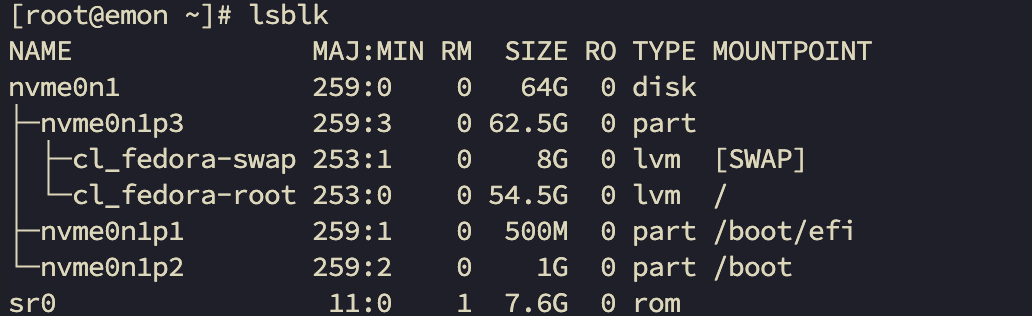 [root@emon ~]# lsblk
NAME               MAJ:MIN RM   SIZE RO TYPE MOUNTPOINT
nvme0n1            259:0    0    64G  0 disk
├─nvme0n1p3        259:3    0  62.5G  0 part
│ ├─cl_fedora-swap 253:1    0     8G  0 lvm  [SWAP]
│ └─cl_fedora-root 253:0    0  54.5G  0 lvm  /
├─nvme0n1p1        259:1    0   500M  0 part /boot/efi
└─nvme0n1p2        259:2    0     1G  0 part /boot
sr0                 11:0    1   7.6G  0 rom